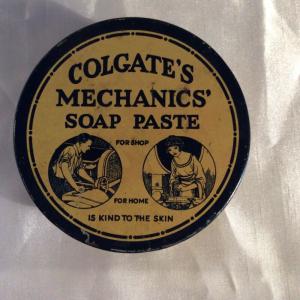 COLGATE'S
MECHANICS'
SOAP PASTE
FOR SHOP
FOR HOME
IS KIND TO THE SKIN